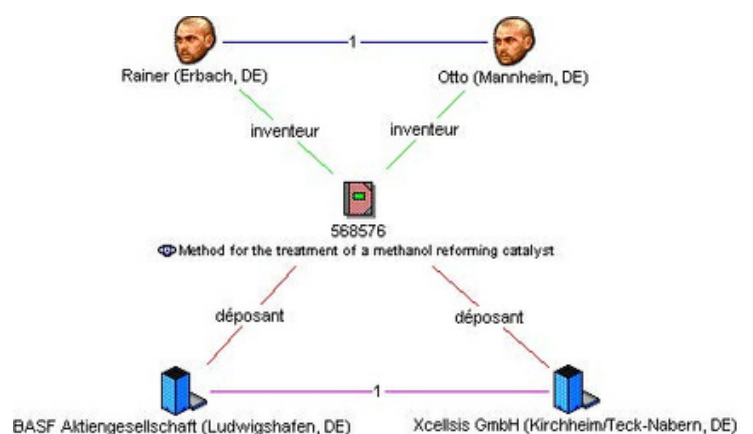 1
Rainer (Erbach, DE)
Otto (Mannheim, DE)
inventeur
inventeur
568576
Method for the treatment of a methanol reforming catalyst
déposant
déposant
1
BASF Aktiengesellschaft (Ludwigshafen, DE)
Xcellsis GmbH (Kirchheim/Teck-Nabern, DE)